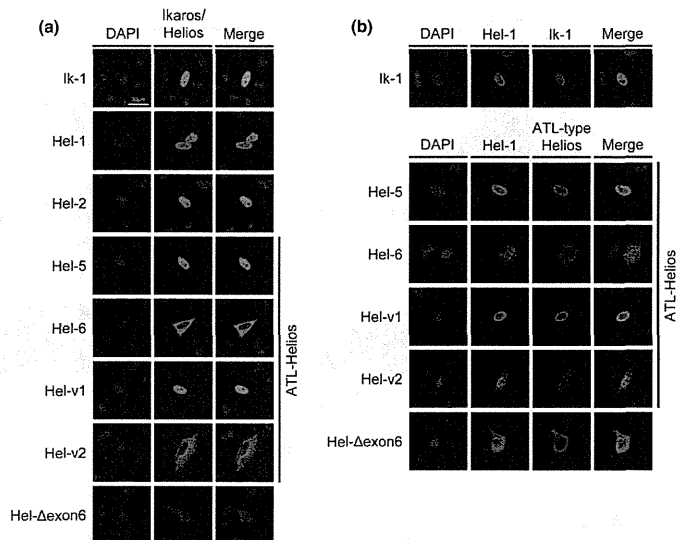 (a)
Ikaros/
Helios
DAPI
Merge
Ik-1
Hel-1
Hel-2
Hel-5
Hel-6
Hel-v1
Hel-v2
Hel-Δexon6
ATL-Helios
(b)
DAPI Hel-1 Ik-1 Merge
Ik-1
ATL-type
DAPI Hel-1 Helios Merge
Hel-5
Hel-6
Hel-v1
Hel-v2
Hel-Δexon6
ATL-Helios